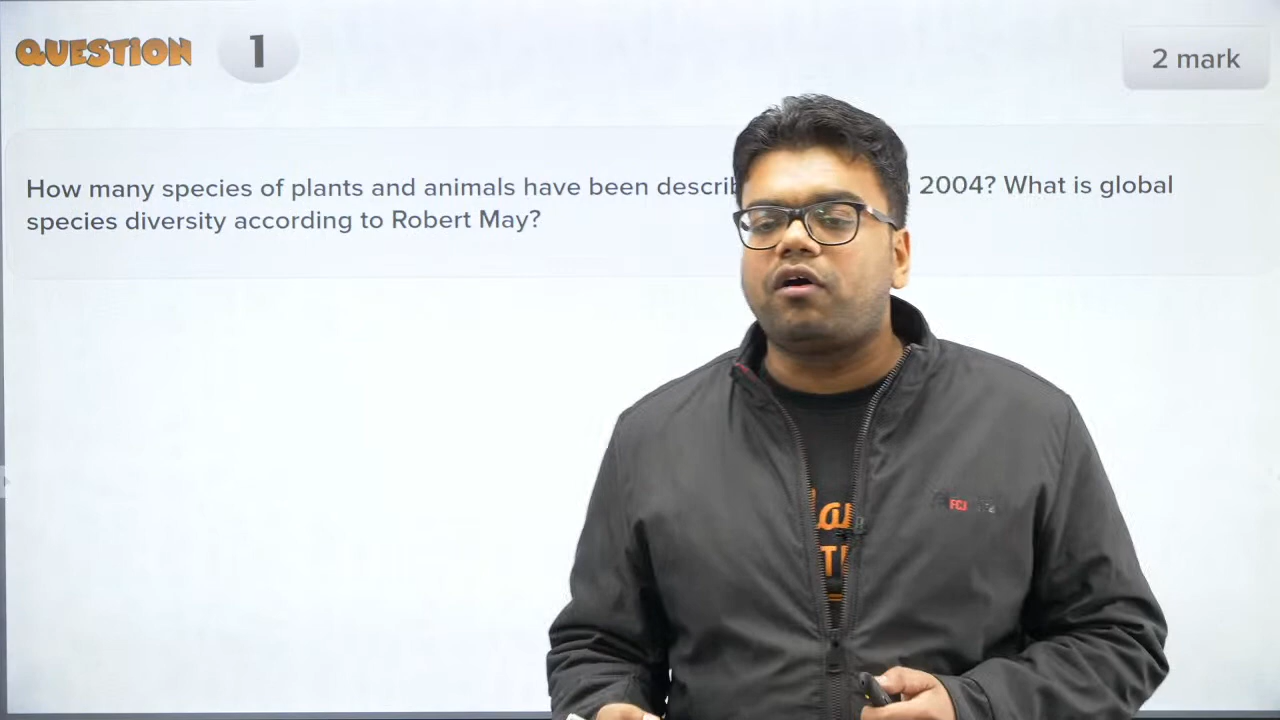 QUESTION 1
2 mark
How many species of plants and animals have been 2004? What is global
species diversity according to Robert May?
FCJ